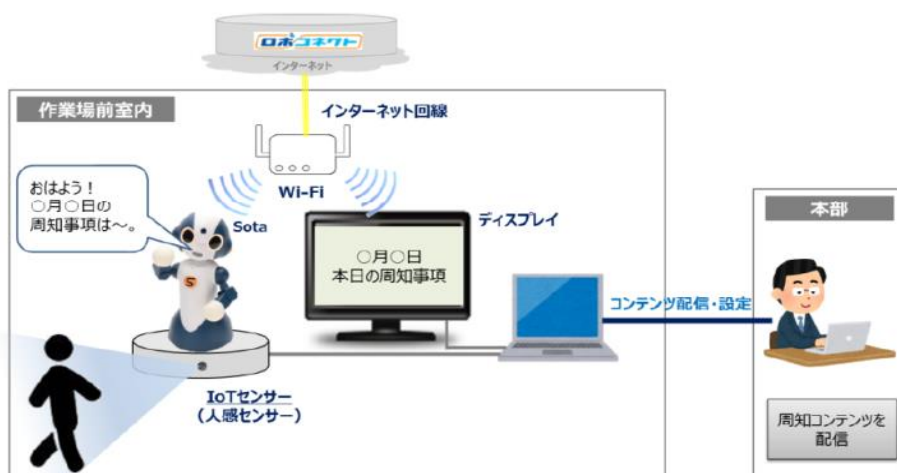 ロボコネクト
インターネット
作業場前室内
インターネット回線
おはよう！
○月○日の
周知事項は～。
Wi-Fi
Sota
ディスプレイ
○月○日
本日の周知事項
S
IoTセンサー
（人感センサー）
コンテンツ配信・設定
本部
周知コンテンツを
配信